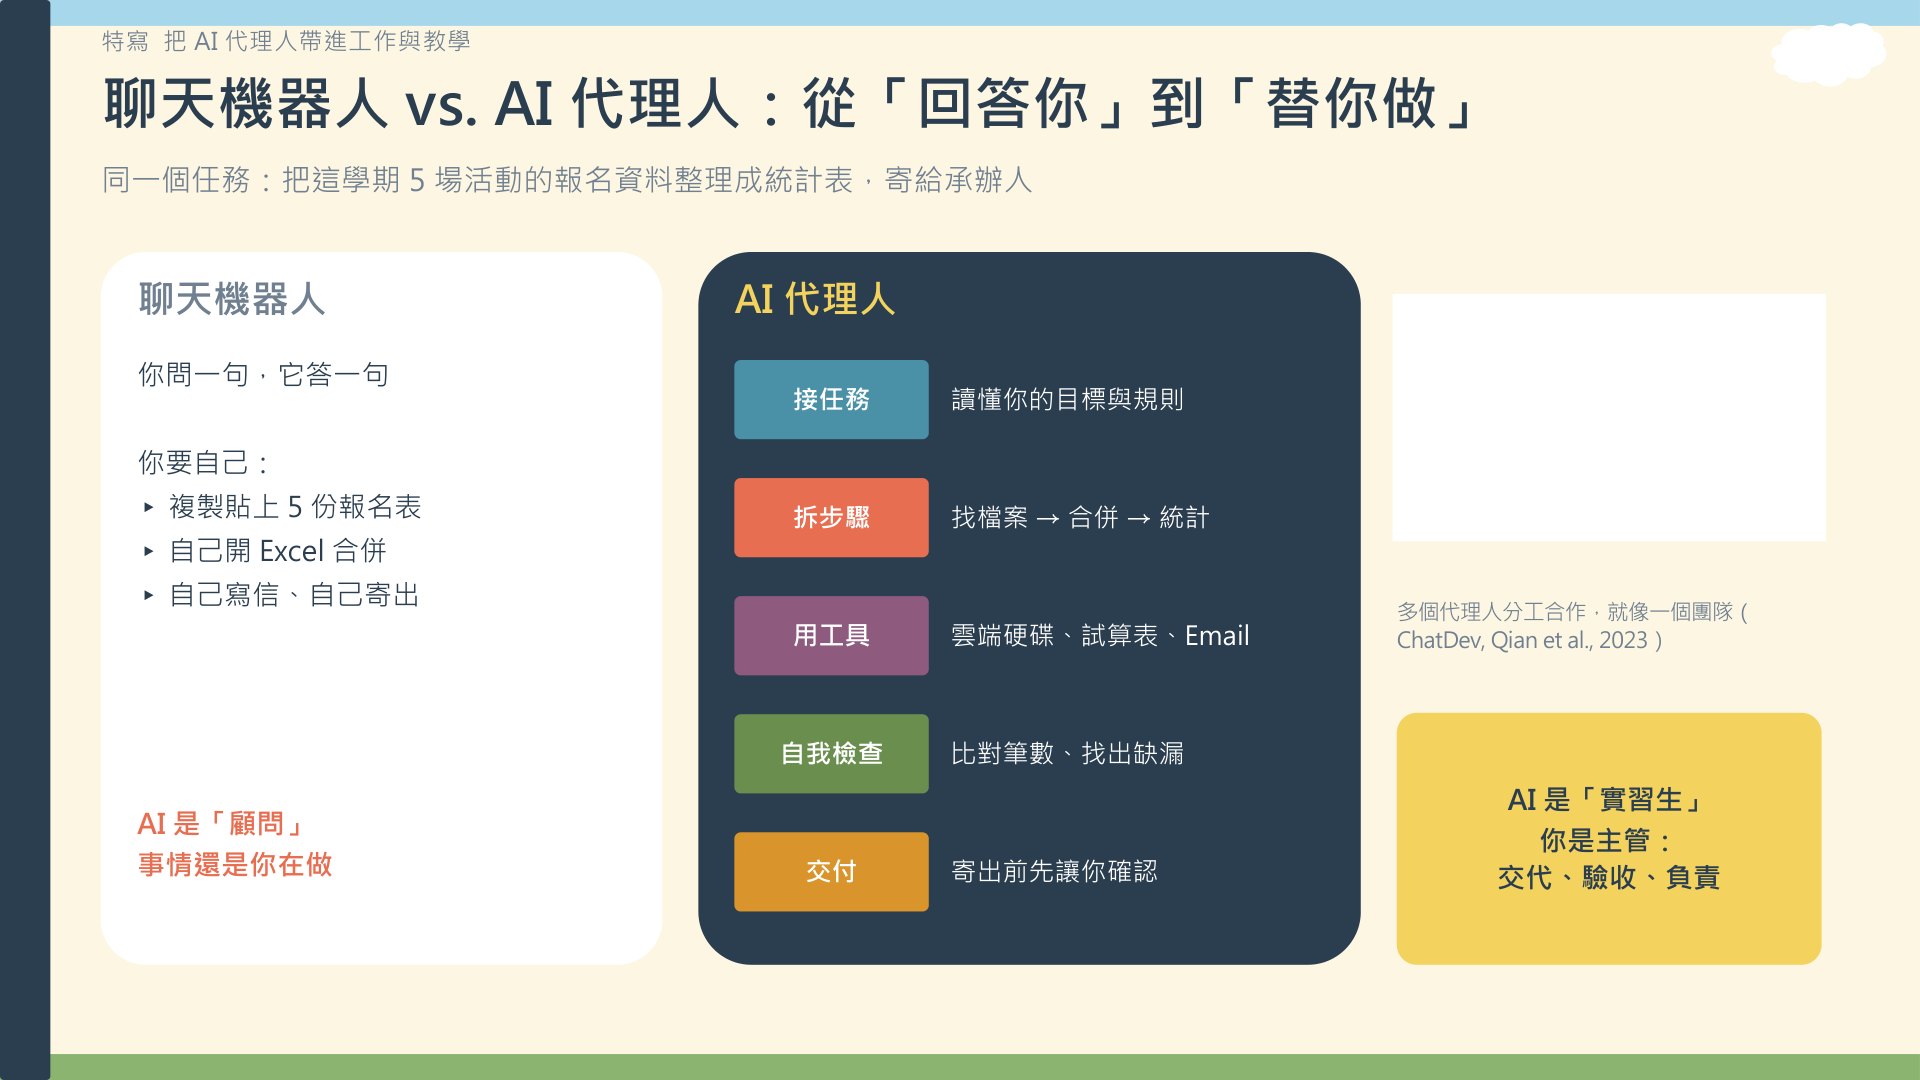 特寫 把 AI 代理人帶進工作與教學
聊天機器人 vs. AI 代理人：從「回答你」到「替你做」
同一個任務：把這學期 5 場活動的報名資料整理成統計表，寄給承辦人
聊天機器人
你問一句，它答一句
你要自己：
▸ 複製貼上 5 份報名表
▸ 自己開 Excel 合併
▸ 自己寫信、自己寄出
AI 是「顧問」
事情還是你在做
AI 代理人
接任務 讀懂你的目標與規則
拆步驟 找檔案 → 合併 → 統計
用工具 雲端硬碟、試算表、Email
自我檢查 比對筆數、找出缺漏
交付 寄出前先讓你確認
多個代理人分工合作，就像一個團隊（
ChatDev, Qian et al., 2023）
AI 是「實習生」
你是主管：
交代、驗收、負責